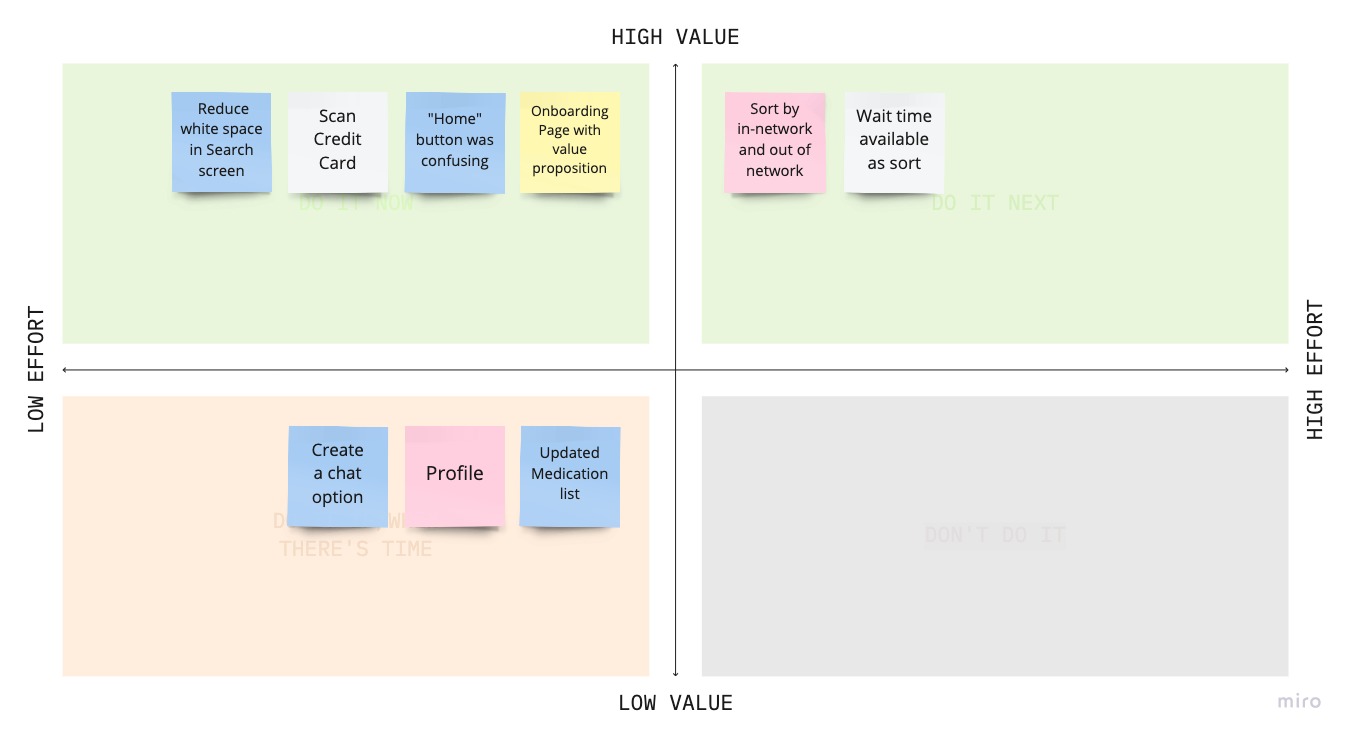 HIGH VALUE
Reduce
white space
in Search
screen
Scan
Credit
Card
"Home"
button was
confusing
Onboarding
Page with
value
proposition
DO IT NOW
Sort by
in-network
and out of
network
Wait time
available
as sort
DO IT NEXT
LOW EFFORT
HIGH EFFORT
Create
a chat
option
Profile
Updated
Medication
list
THERE'S TIME
DON'T DO IT
LOW VALUE
miro